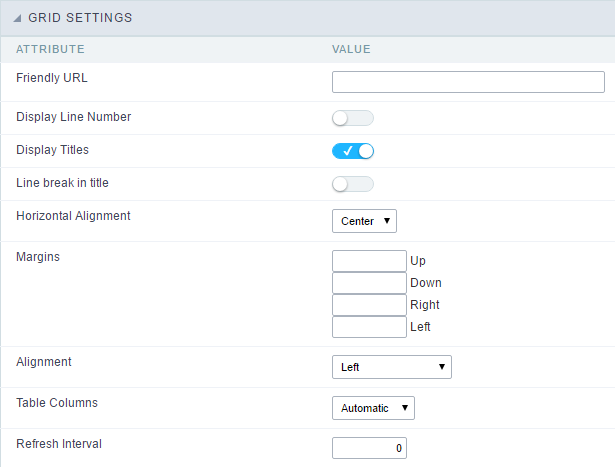 GRID SETTINGS
ATTRIBUTE VALUE
Friendly URL
Display Line Number
Display Titles
Line break in title
Horizontal Alignment Center
Margins Up
Down
Right
Left
Alignment Left
Table Columns Automatic
Refresh Interval 0